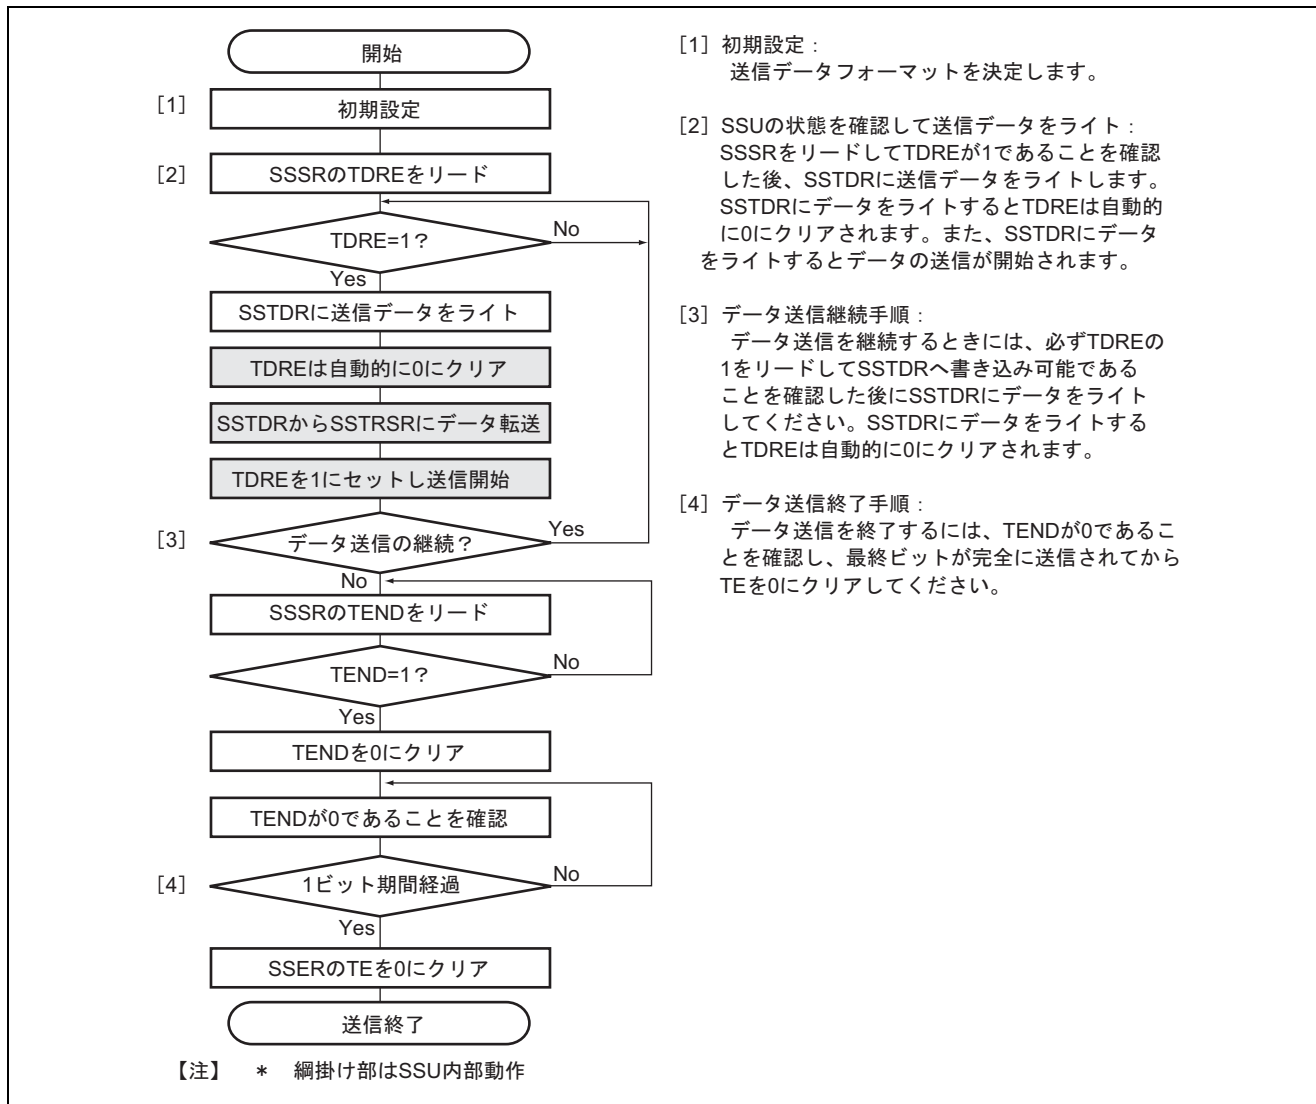 開始
[1]
初期設定
[2]
SSSRのTDREをリード
TDRE=1？
No
Yes
SSTDRに送信データをライト
TDREは自動的に0にクリア
SSTDRからSSTRSRにデータ転送
TDREを1にセットし送信開始
[3]
データ送信の継続？
Yes
No
SSSRのTENDをリード
TEND=1？
No
Yes
TENDを0にクリア
TENDが0であることを確認
[4]
1ビット期間経過
No
Yes
SSERのTEを0にクリア
送信終了
【注】 * 綱掛け部はSSU内部動作
[1] 初期設定：
送信データフォーマットを決定します。
[2] SSUの状態を確認して送信データをライト：
SSSRをリードしてTDREが1であることを確認
した後、SSTDRに送信データをライトします。
SSTDRにデータをライトするとTDREは自動的
に0にクリアされます。また、SSTDRにデータ
をライトするとデータの送信が開始されます。
[3] データ送信継続手順：
データ送信を継続するときには、必ずTDREの
1をリードしてSSTDRへ書き込み可能である
ことを確認した後にSSTDRにデータをライト
してください。SSTDRにデータをライトする
とTDREは自動的に0にクリアされます。
[4] データ送信終了手順：
データ送信を終了するには、TENDが0であるこ
とを確認し、最終ビットが完全に送信されてから
TEを0にクリアしてください。